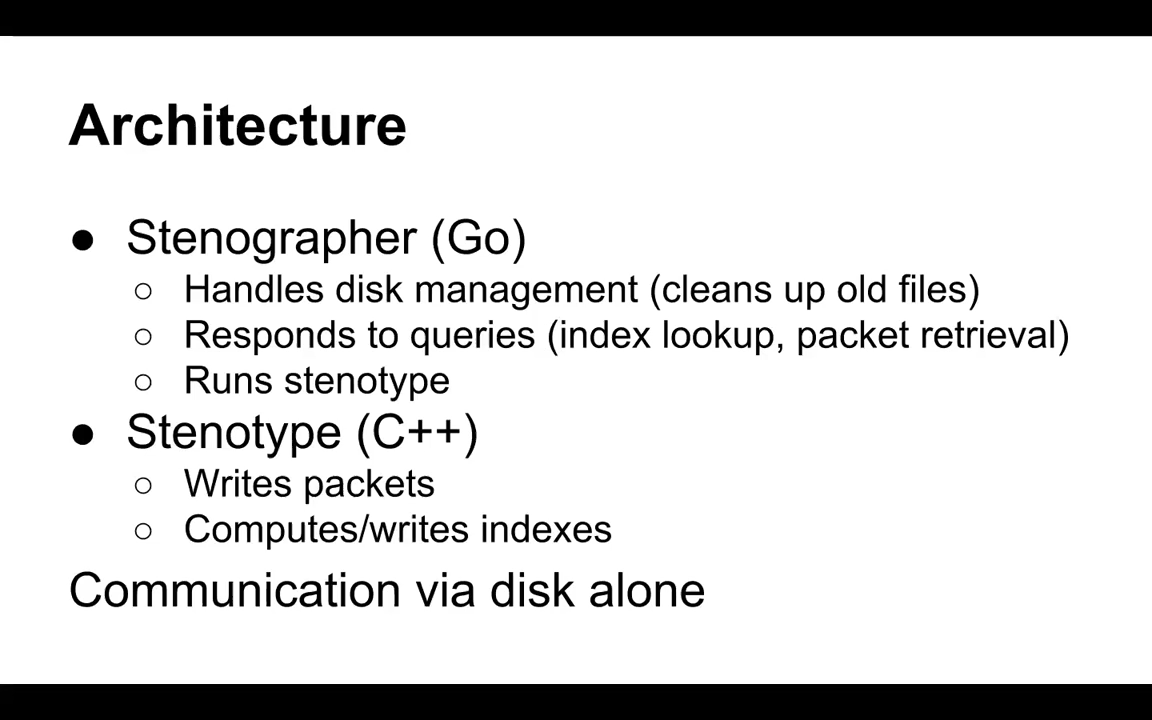 Architecture
● Stenographer (Go)
○ Handles disk management (cleans up old files)
○ Responds to queries (index lookup, packet retrieval)
○ Runs stenotype
● Stenotype (C++)
○ Writes packets
○ Computes/writes indexes
Communication via disk alone